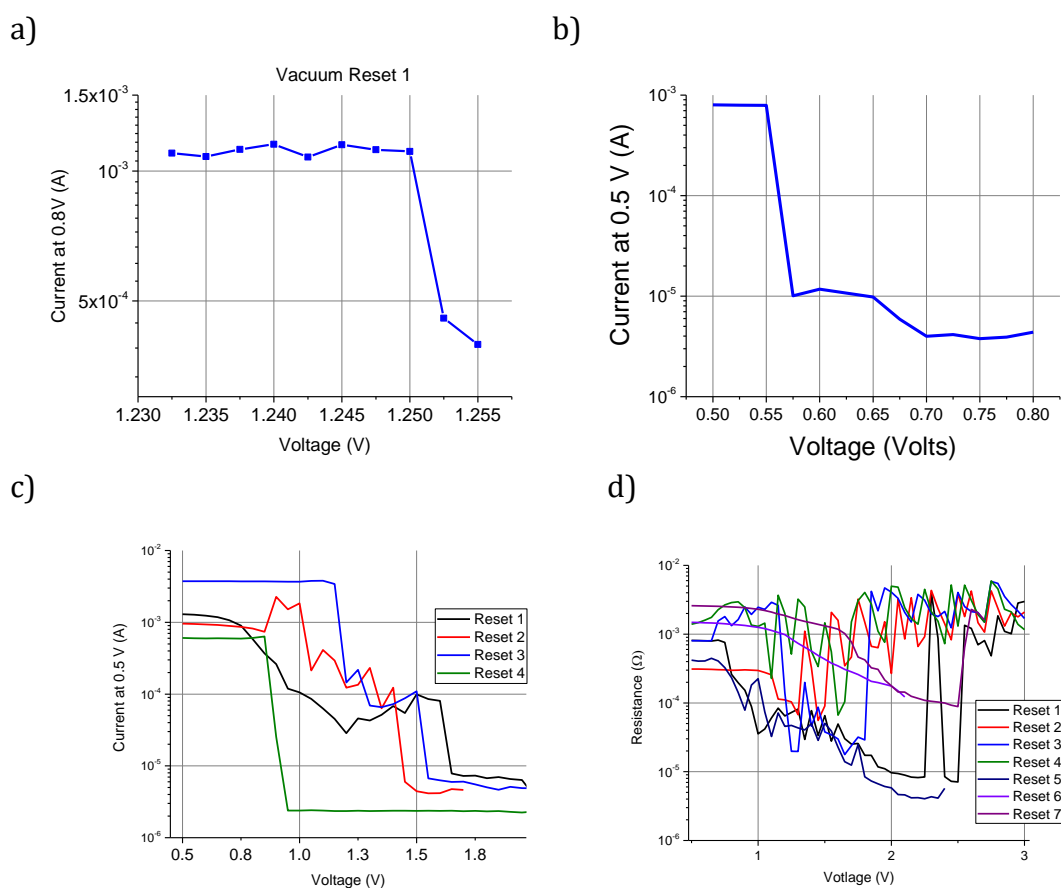 a)
Vacuum Reset 1
1.5x10⁻³
10⁻³
5x10⁻⁴
Current at 0.8V (A)
1.230 1.235 1.240 1.245 1.250 1.255
Voltage (V)
b)
10⁻³
10⁻⁴
10⁻⁵
10⁻⁶
Current at 0.5 V (A)
0.50 0.55 0.60 0.65 0.70 0.75 0.80
Voltage (Volts)
c)
10⁻²
10⁻³
10⁻⁴
10⁻⁵
10⁻⁶
Current at 0.5 V (A)
Reset 1
Reset 2
Reset 3
Reset 4
0.5 0.8 1.0 1.3 1.5 1.8
Voltage (V)
d)
10⁻²
10⁻³
10⁻⁴
10⁻⁵
10⁻⁶
Resistance (Ω)
Reset 1
Reset 2
Reset 3
Reset 4
Reset 5
Reset 6
Reset 7
1 2 3
Votlage (V)